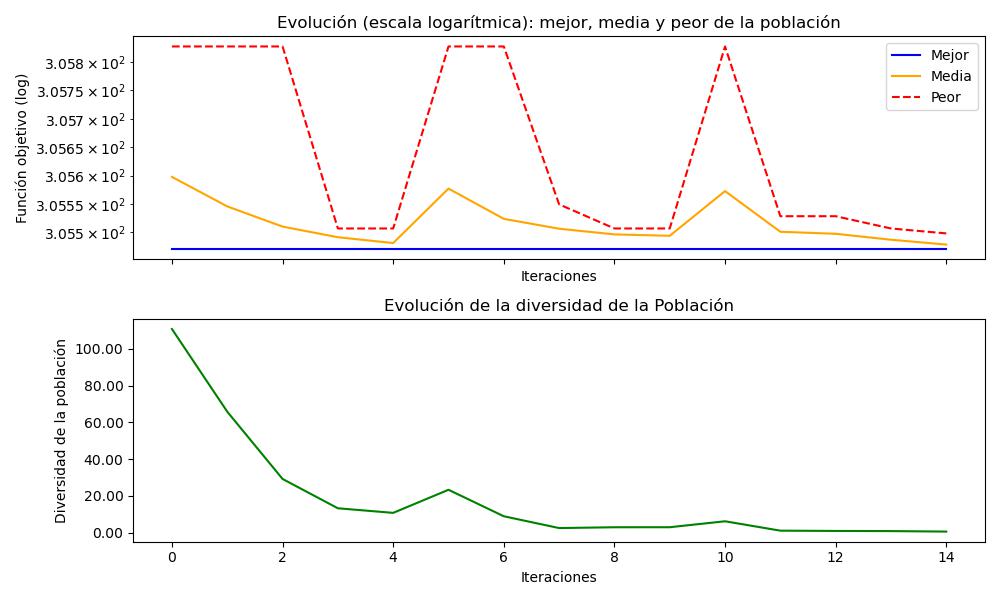 Evolución (escala logarítmica): mejor, media y peor de la población
Función objetivo (log)
3.058 × 10²
3.0575 × 10²
3.057 × 10²
3.0565 × 10²
3.056 × 10²
3.0555 × 10²
3.055 × 10²
Mejor
Media
Peor
Iteraciones
Evolución de la diversidad de la Población
Diversidad de la población
100.00
80.00
60.00
40.00
20.00
0.00
0 2 4 6 8 10 12 14
Iteraciones